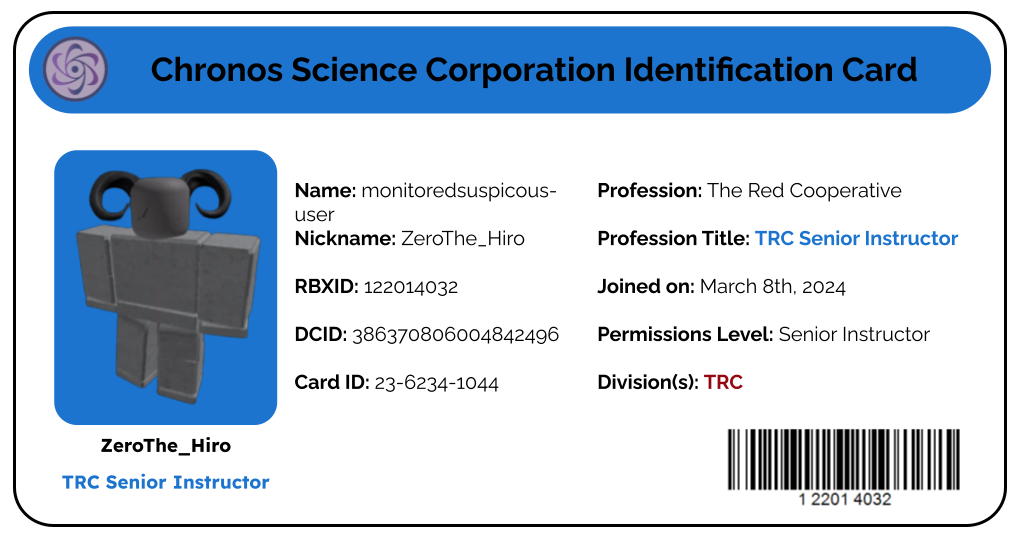 Chronos Science Corporation Identification Card
Name: monitoredsuspicous-
user
Nickname: ZeroThe_Hiro
RBXID: 122014032
DCID: 386370806004842496
Card ID: 23-6234-1044
Profession: The Red Cooperative
Profession Title: TRC Senior Instructor
Joined on: March 8th, 2024
Permissions Level: Senior Instructor
Division(s): TRC
ZeroThe_Hiro
TRC Senior Instructor
1 2201 4032